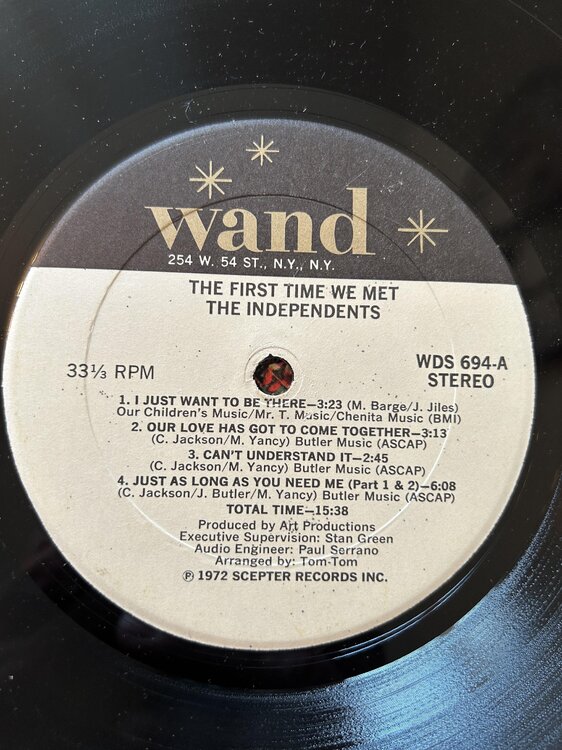 wand
254 W. 54 ST., N.Y., N.Y.
THE FIRST TIME WE MET
THE INDEPENDENTS
33⅓ RPM
WDS 694-A
STEREO
1. I JUST WANT TO BE THERE—3:23 (M. Barge/J. Jiles)
Our Children's Music/Mr. T. Music/Chenita Music (BMI)
2. OUR LOVE HAS GOT TO COME TOGETHER—3:13
(C. Jackson/M. Yancy) Butler Music (ASCAP)
3. CAN'T UNDERSTAND IT—2:45
(C. Jackson/M. Yancy) Butler Music (ASCAP)
4. JUST AS LONG AS YOU NEED ME (Part 1 & 2)—6:08
(C. Jackson/J. Butler/M. Yancy) Butler Music (ASCAP)
TOTAL TIME—15:38
Produced by Art Productions
Executive Supervision: Stan Green
Audio Engineer: Paul Serrano
Arranged by: Tom-Tom
℗ 1972 SCEPTER RECORDS INC.